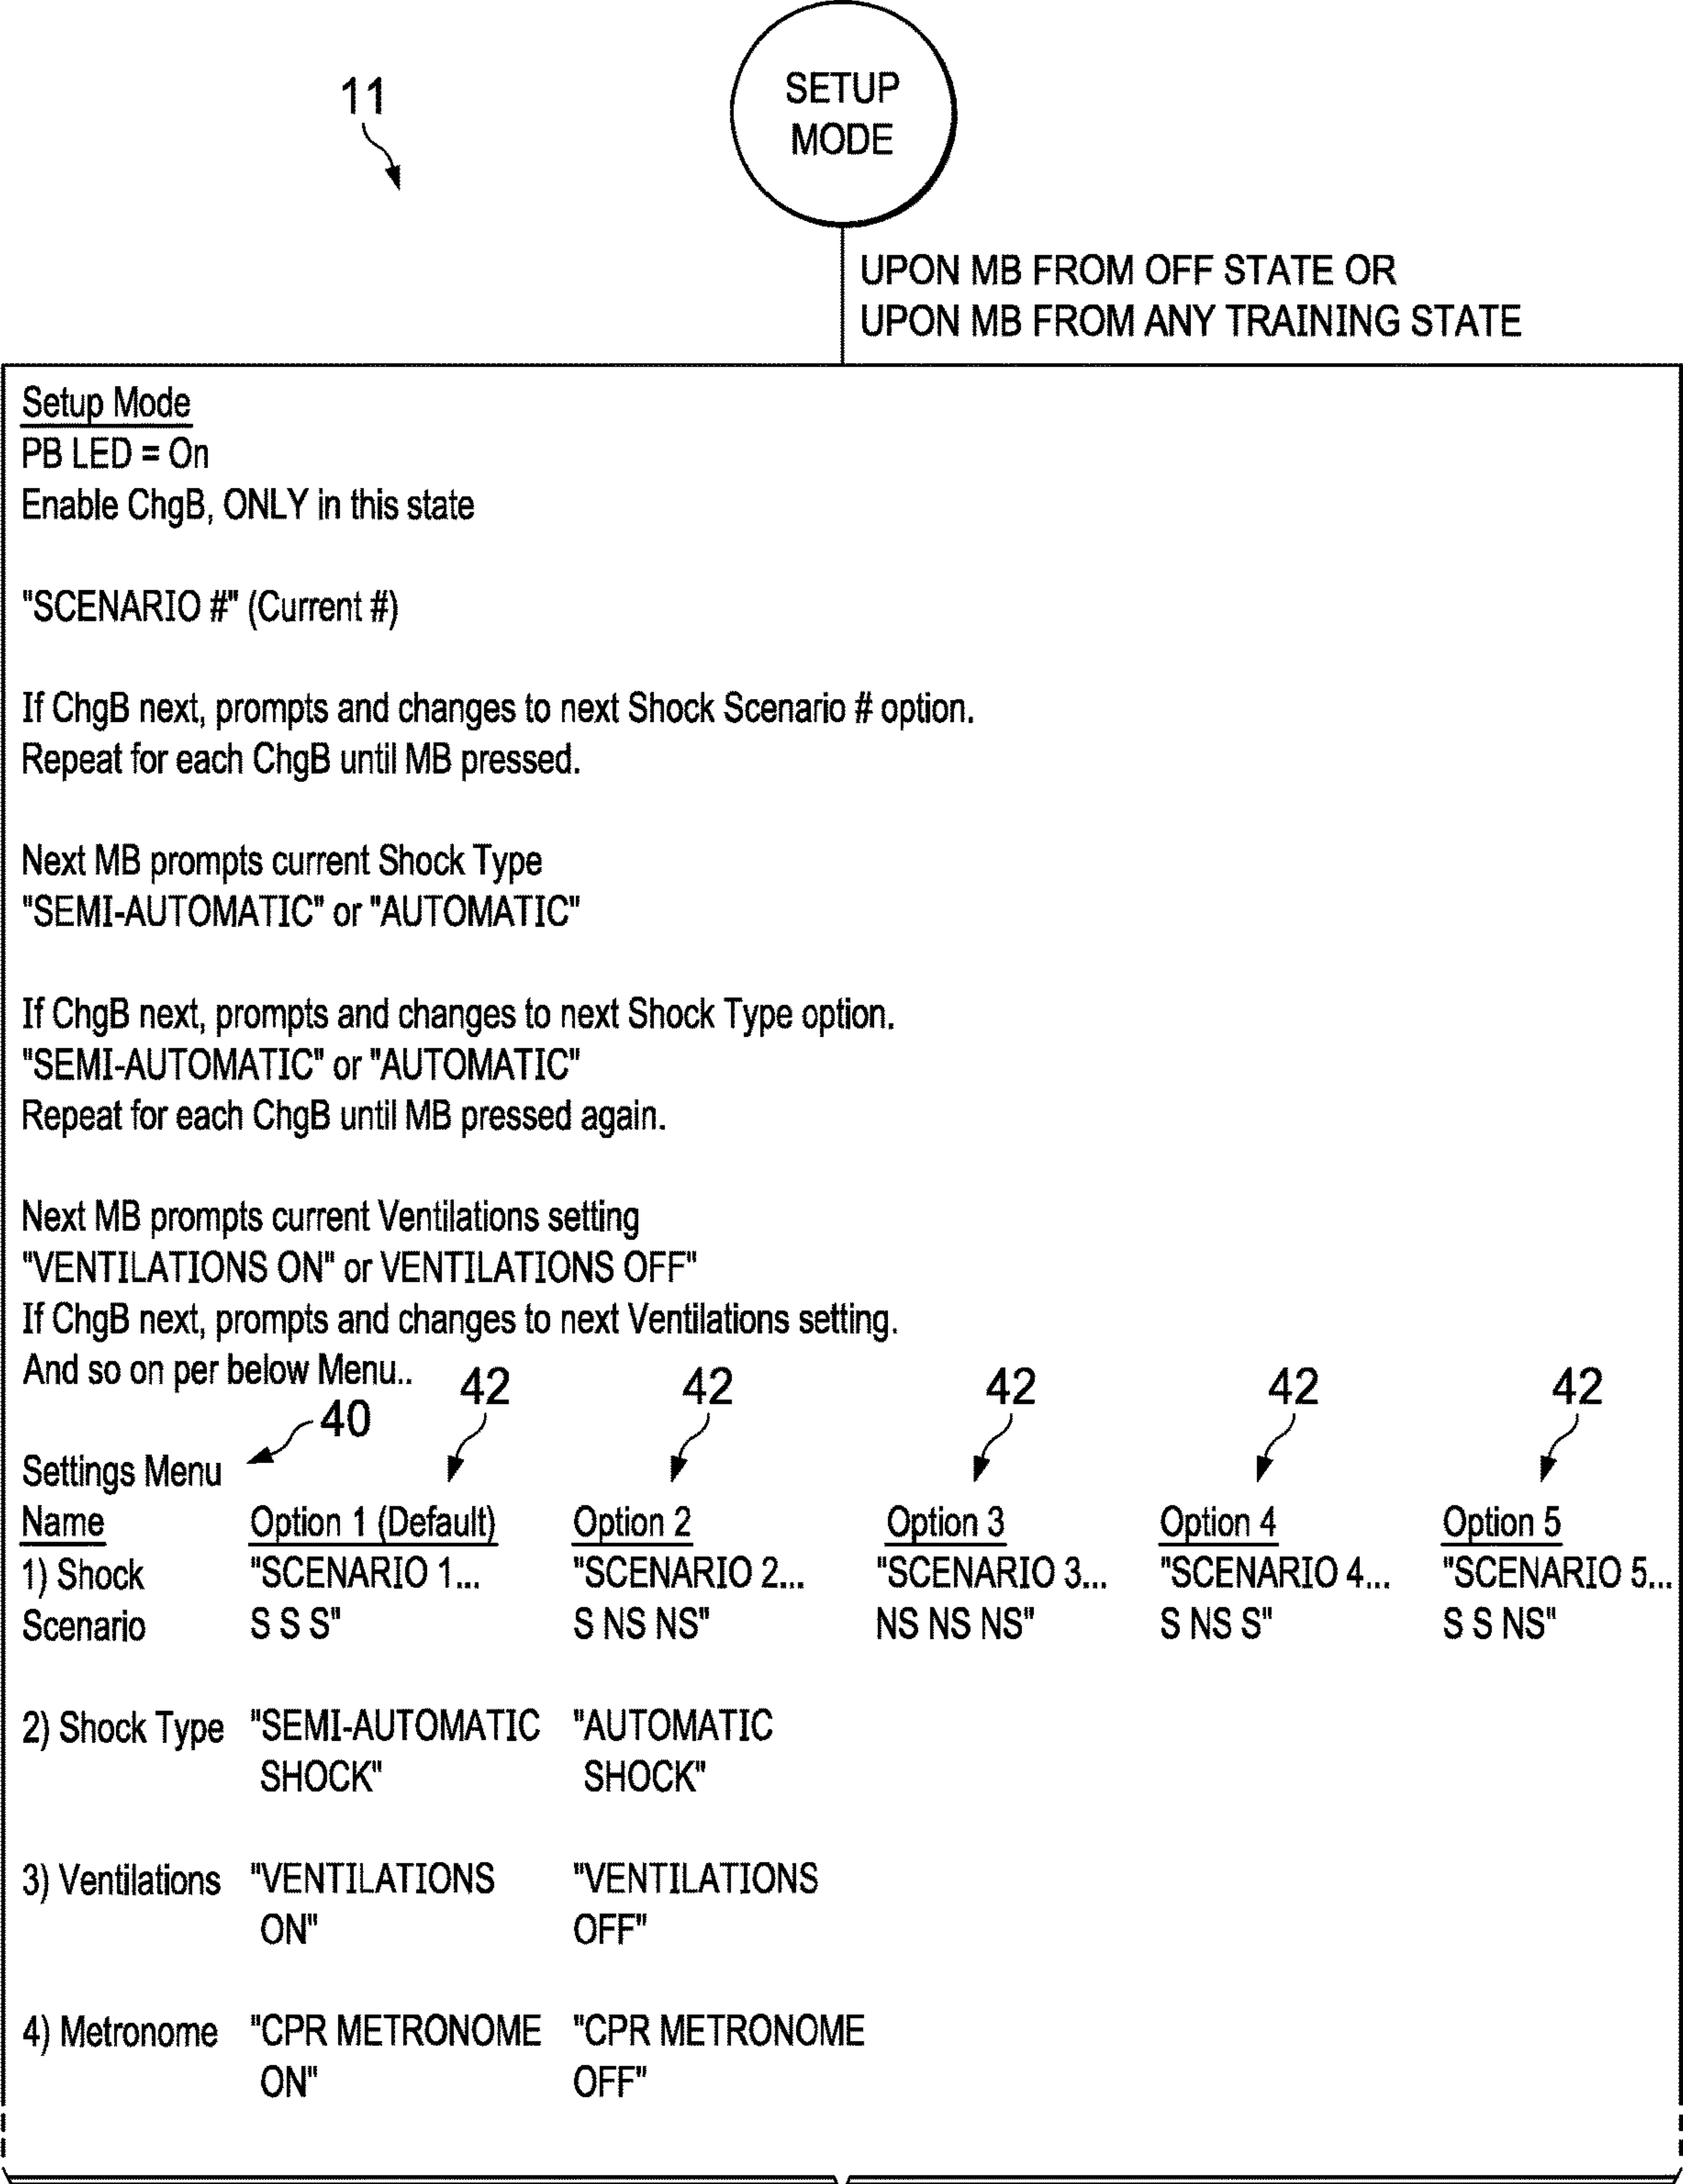 SETUP
MODE
11
UPON MB FROM OFF STATE OR
UPON MB FROM ANY TRAINING STATE
Setup Mode
PB LED = On
Enable ChgB, ONLY in this state
"SCENARIO #" (Current #)
If ChgB next, prompts and changes to next Shock Scenario # option.
Repeat for each ChgB until MB pressed.
Next MB prompts current Shock Type
"SEMI-AUTOMATIC" or "AUTOMATIC"
If ChgB next, prompts and changes to next Shock Type option.
"SEMI-AUTOMATIC" or "AUTOMATIC"
Repeat for each ChgB until MB pressed again.
Next MB prompts current Ventilations setting
"VENTILATIONS ON" or VENTILATIONS OFF"
If ChgB next, prompts and changes to next Ventilations setting.
And so on per below Menu..
42 42 42 42 42
40
Settings Menu
Name Option 1 (Default) Option 2 Option 3 Option 4 Option 5
1) Shock "SCENARIO 1... "SCENARIO 2... "SCENARIO 3... "SCENARIO 4... "SCENARIO 5...
Scenario S S S" S NS NS" NS NS NS" S NS S" S S NS"
2) Shock Type "SEMI-AUTOMATIC "AUTOMATIC
SHOCK" SHOCK"
3) Ventilations "VENTILATIONS "VENTILATIONS
ON" OFF"
4) Metronome "CPR METRONOME "CPR METRONOME
ON" OFF"